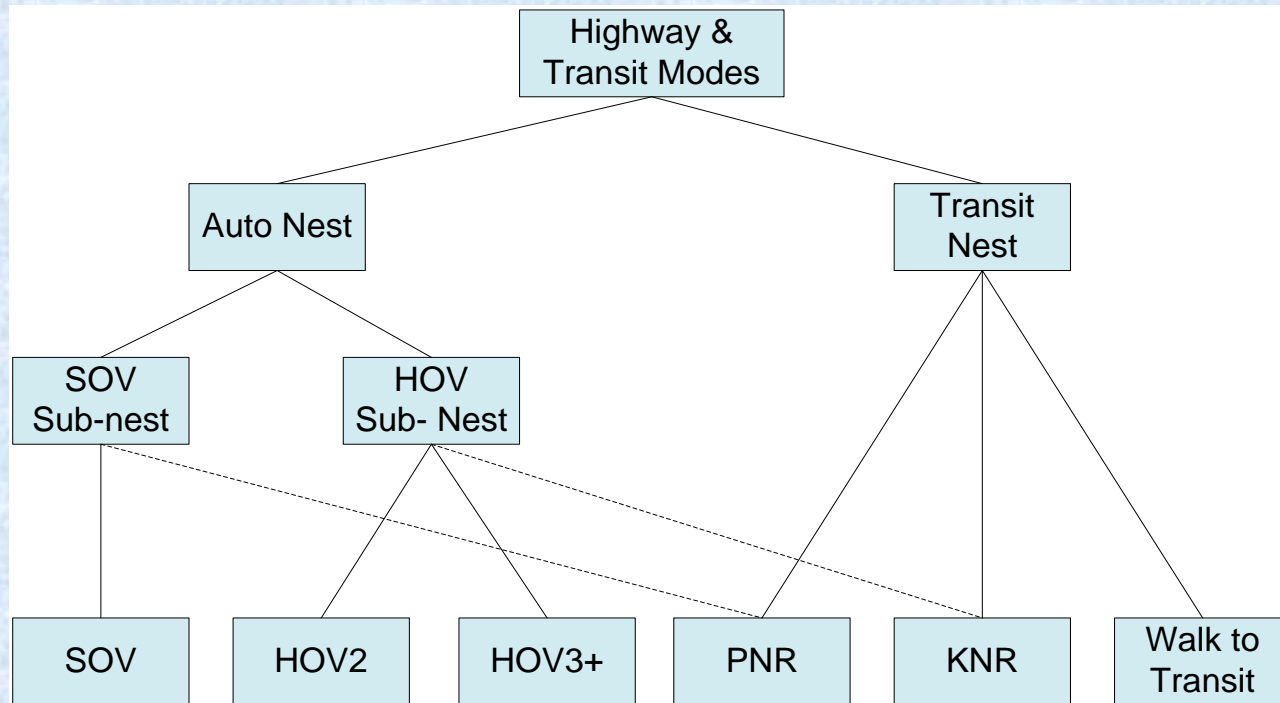 Highway &
Transit Modes
Auto Nest
Transit
Nest
SOV
Sub-nest
HOV
Sub- Nest
SOV
HOV2
HOV3+
PNR
KNR
Walk to
Transit